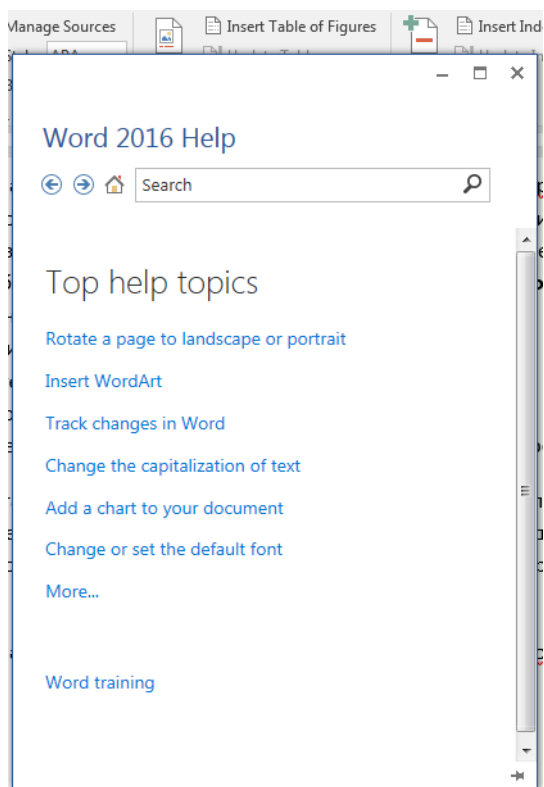 Manage Sources
Insert Table of Figures
Insert Ind
APA
Word 2016 Help
Search
Top help topics
Rotate a page to landscape or portrait
Insert WordArt
Track changes in Word
Change the capitalization of text
Add a chart to your document
Change or set the default font
More...
Word training